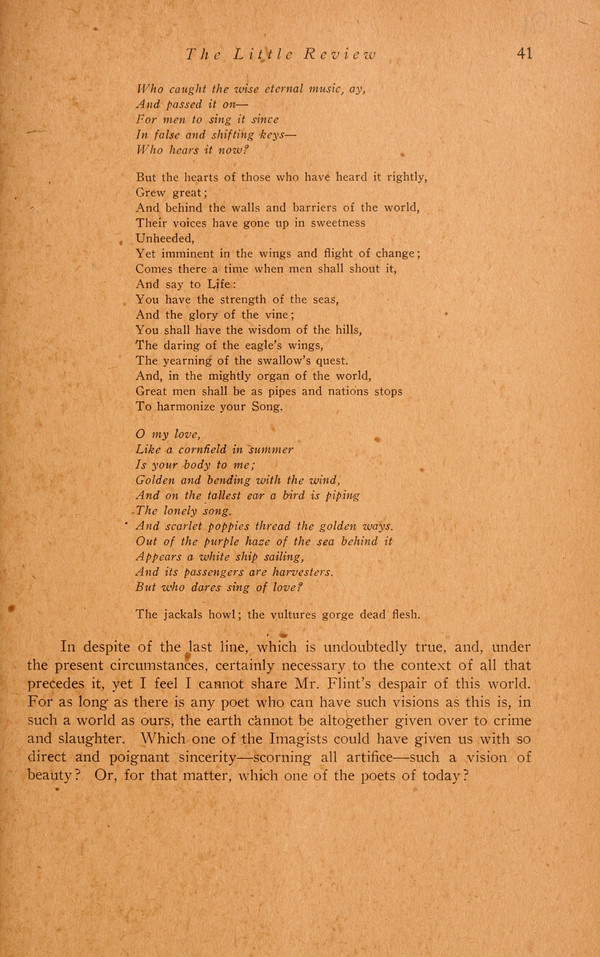 The Little Review 41
Who caught the wise eternal music, ay,
And passed it on—
For men to sing it since
In false and shifting keys—
Who hears it now?
But the hearts of those who have heard it rightly,
Grew great;
And behind the walls and barriers of the world,
Their voices have gone up in sweetness
Unheeded,
Yet imminent in the wings and flight of change;
Comes there a time when men shall shout it,
And say to Life:
You have the strength of the seas,
And the glory of the vine;
You shall have the wisdom of the hills,
The daring of the eagle's wings,
The yearning of the swallow's quest.
And, in the mightly organ of the world,
Great men shall be as pipes and nations stops
To harmonize your Song.
O my love,
Like a cornfield in summer
Is your body to me;
Golden and bending with the wind,
And on the tallest ear a bird is piping
The lonely song.
And scarlet poppies thread the golden ways.
Out of the purple haze of the sea behind it
Appears a white ship sailing,
And its passengers are harvesters.
But who dares sing of love?
The jackals howl; the vultures gorge dead flesh.
In despite of the last line, which is undoubtedly true, and, under
the present circumstances, certainly necessary to the context of all that
precedes it, yet I feel I cannot share Mr. Flint's despair of this world.
For as long as there is any poet who can have such visions as this is, in
such a world as ours, the earth cannot be altogether given over to crime
and slaughter. Which one of the Imagists could have given us with so
direct and poignant sincerity—scorning all artifice—such a vision of
beauty? Or, for that matter, which one of the poets of today?